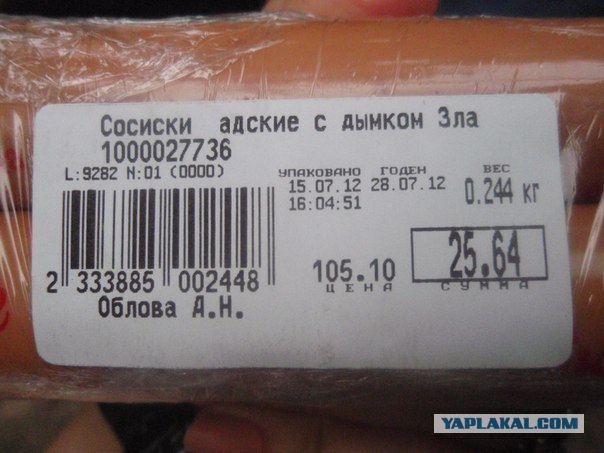 Сосиски адские с дымком Зла
1000027736
L:9282 N:01 (0000)
УПАКОВАНО ГОДЕН ВЕС
15.07.12 28.07.12 0.244 кг
16:04:51
105.10 25.64
ЦЕНА СУММА
2 333885 002448
Облова А.Н.
YAPLAKAL.COM